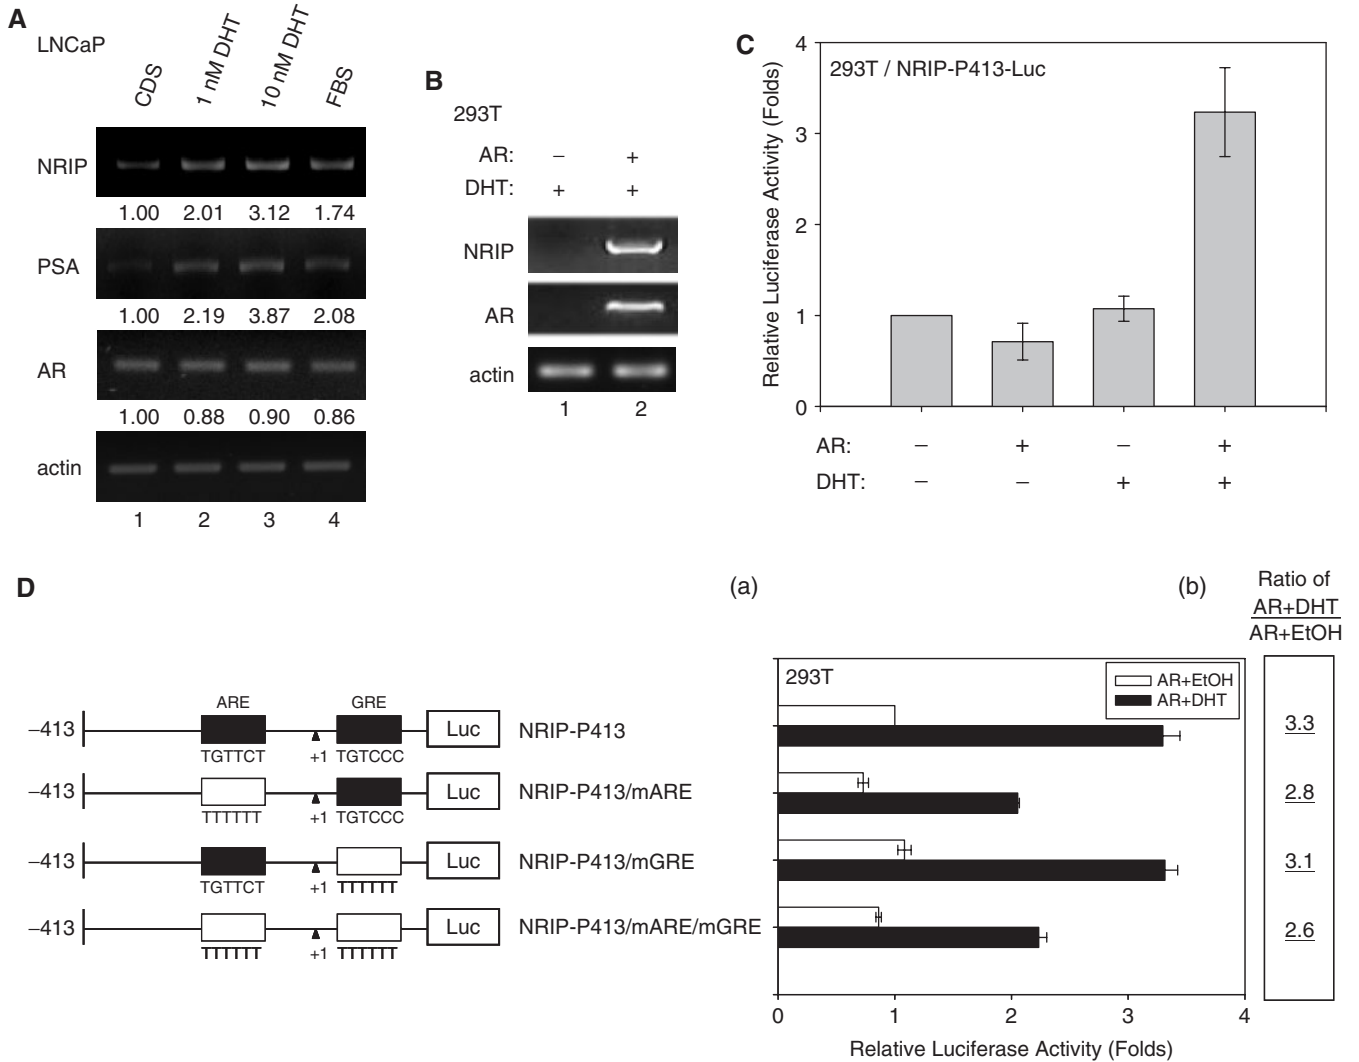 A
LNCaP
CDS
1 nM DHT
10 nM DHT
FBS
NRIP
1.00 2.01 3.12 1.74
PSA
1.00 2.19 3.87 2.08
AR
1.00 0.88 0.90 0.86
actin
1 2 3 4
B
293T
AR: – +
DHT: + +
NRIP
AR
actin
1 2
C
293T / NRIP-P413-Luc
Relative Luciferase Activity (Folds)
4
3
2
1
0
AR: – + – +
DHT: – – + +
D
ARE GRE
–413 Luc NRIP-P413
TGTTCT +1 TGTCCC
–413 Luc NRIP-P413/mARE
TTTTTT +1 TGTCCC
–413 Luc NRIP-P413/mGRE
TGTTCT +1 TTTTTT
–413 Luc NRIP-P413/mARE/mGRE
TTTTTT +1 TTTTTT
(a)
293T
AR+EtOH
AR+DHT
0 1 2 3 4
Relative Luciferase Activity (Folds)
(b)
Ratio of
AR+DHT
AR+EtOH
3.3
2.8
3.1
2.6